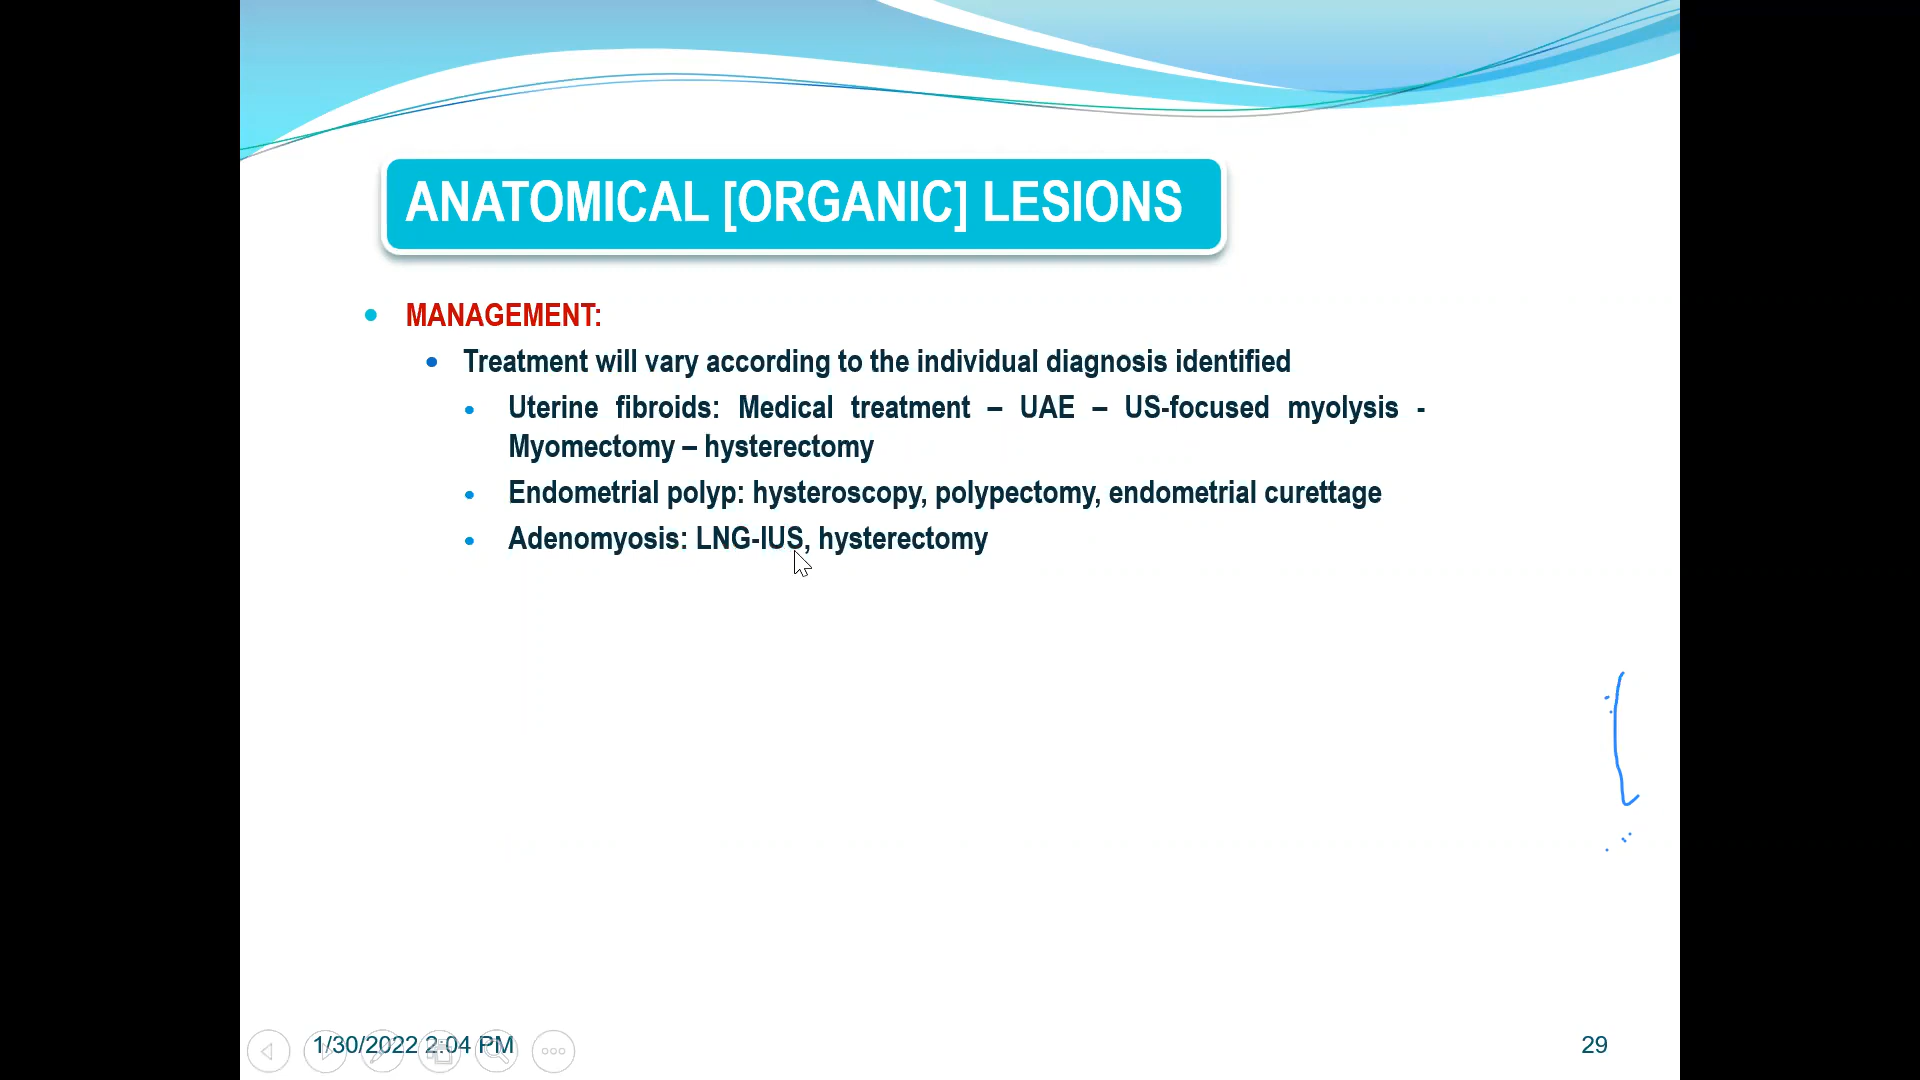 ANATOMICAL [ORGANIC] LESIONS
MANAGEMENT:
Treatment will vary according to the individual diagnosis identified
Uterine fibroids: Medical treatment – UAE – US-focused myolysis -
Myomectomy – hysterectomy
Endometrial polyp: hysteroscopy, polypectomy, endometrial curettage
Adenomyosis: LNG-IUS, hysterectomy
1/30/2022 2:04 PM
29